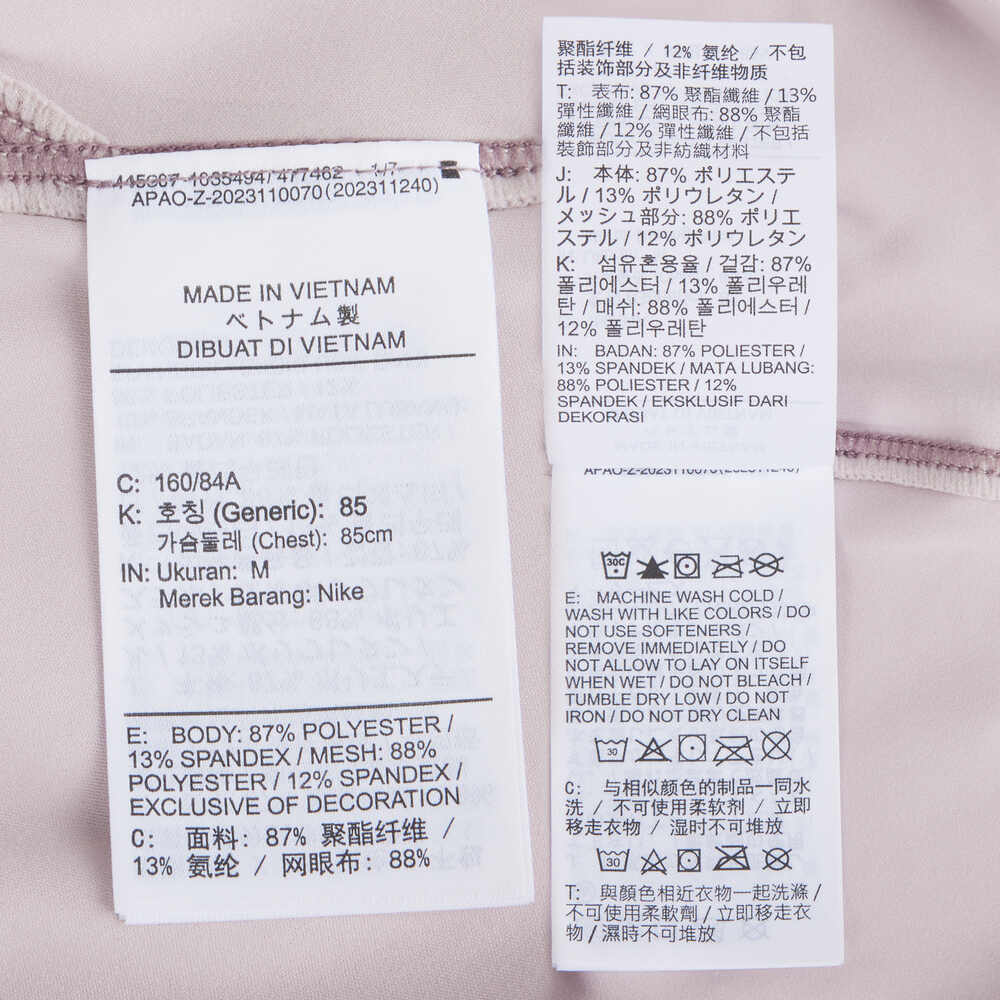 445667 1035494/ 477462 1/7
APAO-Z-2023110070(202311240)
MADE IN VIETNAM
ベトナム製
DIBUAT DI VIETNAM
C: 160/84A
K: 호칭 (Generic): 85
가슴둘레 (Chest): 85cm
IN: Ukuran: M
Merek Barang: Nike
E: BODY: 87% POLYESTER /
13% SPANDEX / MESH: 88%
POLYESTER / 12% SPANDEX /
EXCLUSIVE OF DECORATION
C: 面料: 87% 聚酯纤维 /
13% 氨纶 / 网眼布: 88%
聚酯纤维 / 12% 氨纶 / 不包
括装饰部分及非纤维物质
T: 表布: 87% 聚酯纖維 / 13%
彈性纖維 / 網眼布: 88% 聚酯
纖維 / 12% 彈性纖維 / 不包括
裝飾部分及非紡織材料
J: 本体: 87% ポリエステ
ル / 13% ポリウレタン /
メッシュ部分: 88% ポリエ
ステル / 12% ポリウレタン
K: 섬유혼용율 / 겉감: 87%
폴리에스터 / 13% 폴리우레
탄 / 매쉬: 88% 폴리에스터 /
12% 폴리우레탄
IN: BADAN: 87% POLIESTER /
13% SPANDEK / MATA LUBANG:
88% POLIESTER / 12%
SPANDEK / EKSKLUSIF DARI
DEKORASI
APAO-Z-2023110070(202311240)
30C
E: MACHINE WASH COLD /
WASH WITH LIKE COLORS / DO
NOT USE SOFTENERS /
REMOVE IMMEDIATELY / DO
NOT ALLOW TO LAY ON ITSELF
WHEN WET / DO NOT BLEACH /
TUMBLE DRY LOW / DO NOT
IRON / DO NOT DRY CLEAN
30
C: 与相似颜色的制品一同水
洗 / 不可使用柔软剂 / 立即
移走衣物 / 湿时不可堆放
30
T: 與顏色相近衣物一起洗滌 /
不可使用柔軟劑 / 立即移走衣
物 / 濕時不可堆放